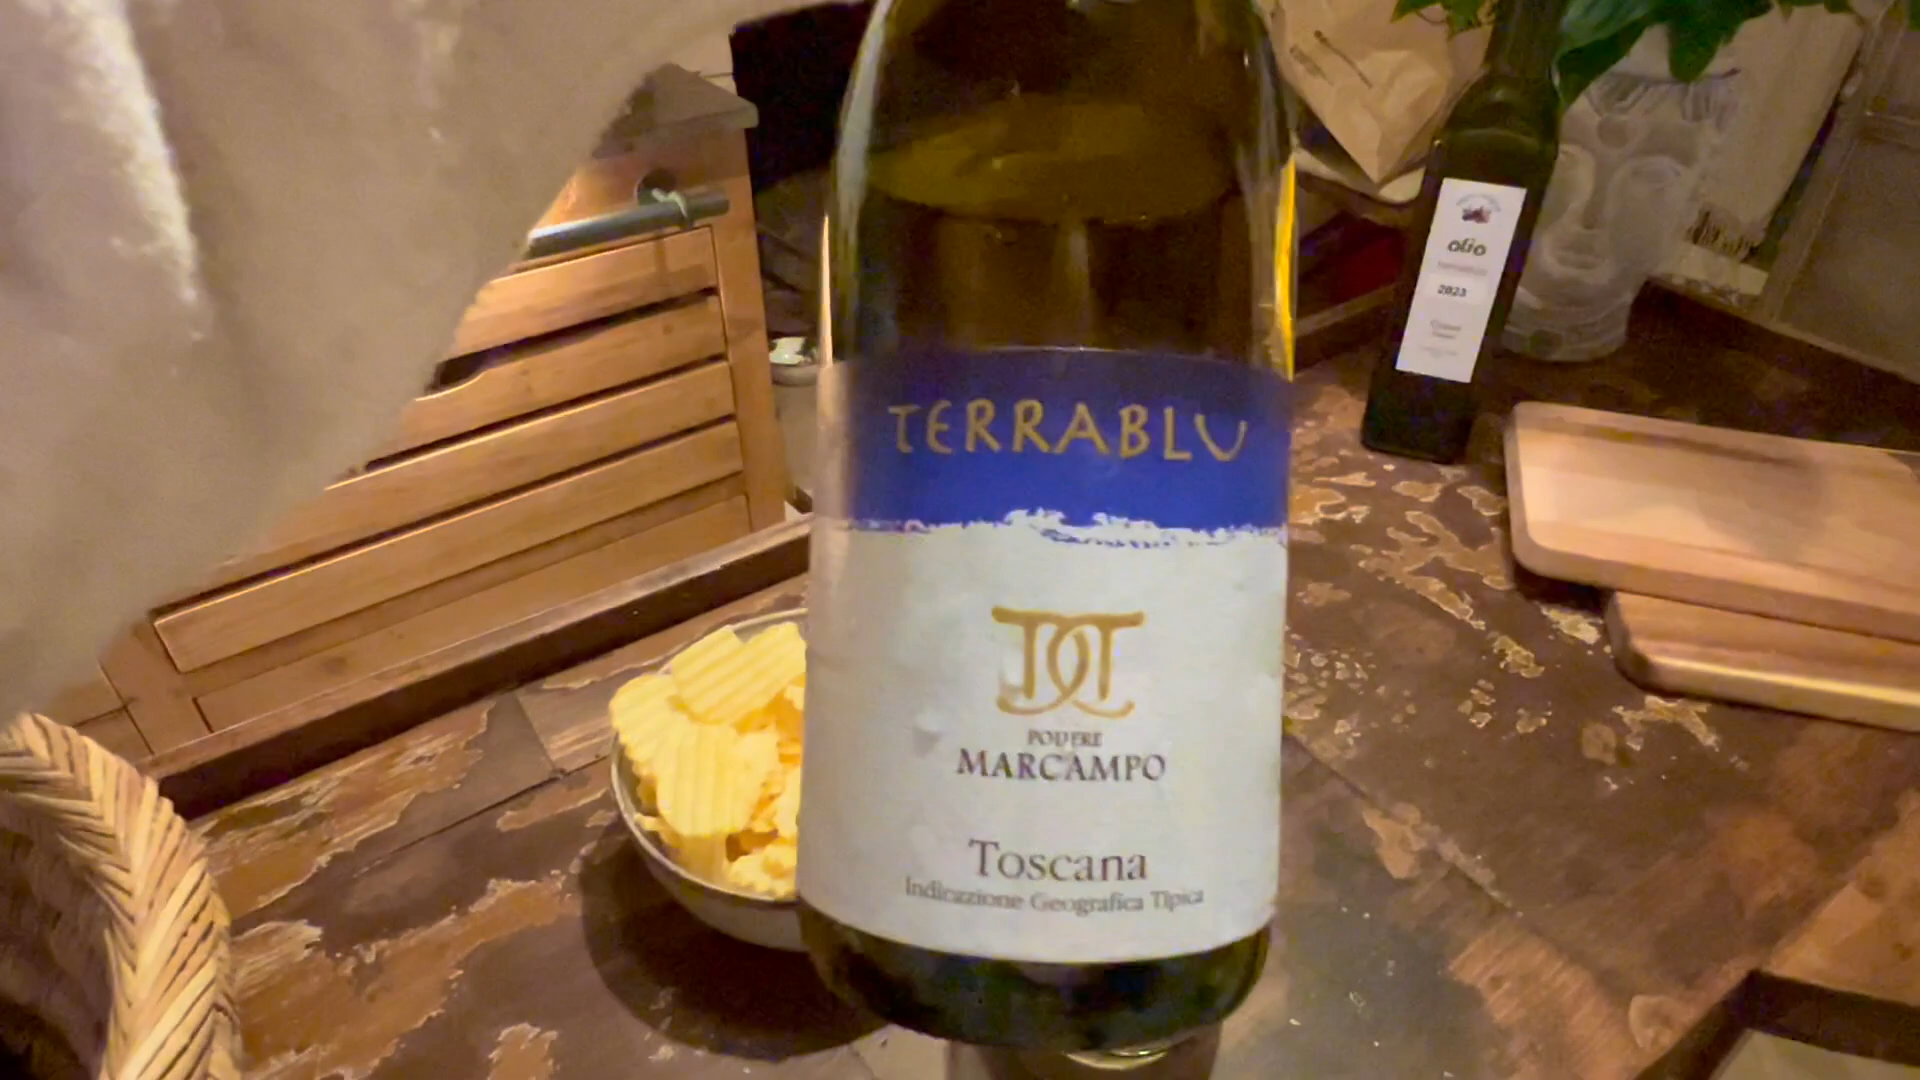 TERRABLU
PODERE
MARCAMPO
Toscana
Indicazione Geografica Tipica
olio
2023